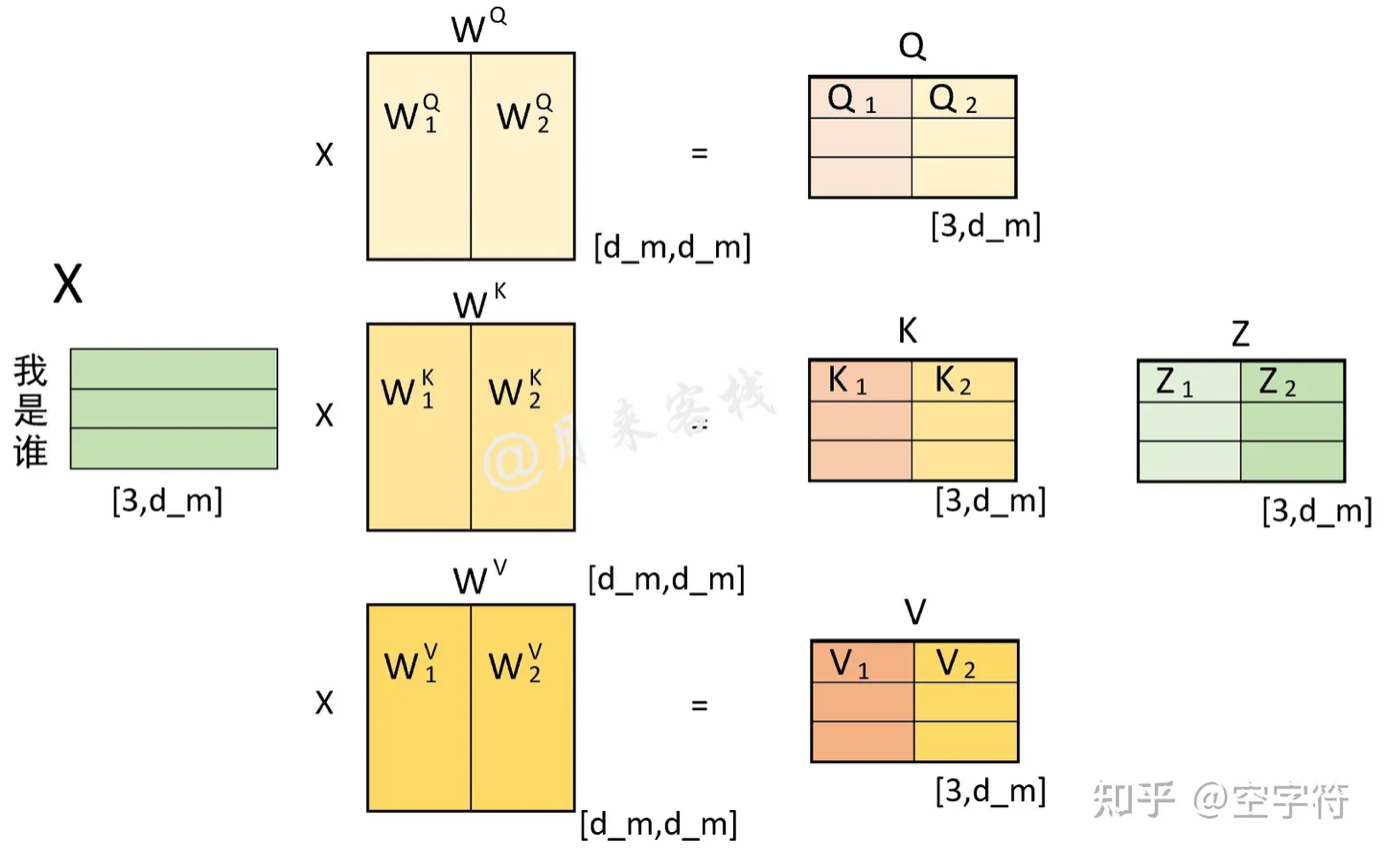 W^Q
W_1^Q W_2^Q
X
=
[d_m,d_m]
Q
Q_1 Q_2
[3,d_m]
X
我
是
谁
[3,d_m]
W^K
W_1^K W_2^K
X
=
[d_m,d_m]
K
K_1 K_2
[3,d_m]
Z
Z_1 Z_2
[3,d_m]
@月来客栈
W^V
W_1^V W_2^V
X
=
[d_m,d_m]
V
V_1 V_2
[3,d_m]
知乎 @空字符